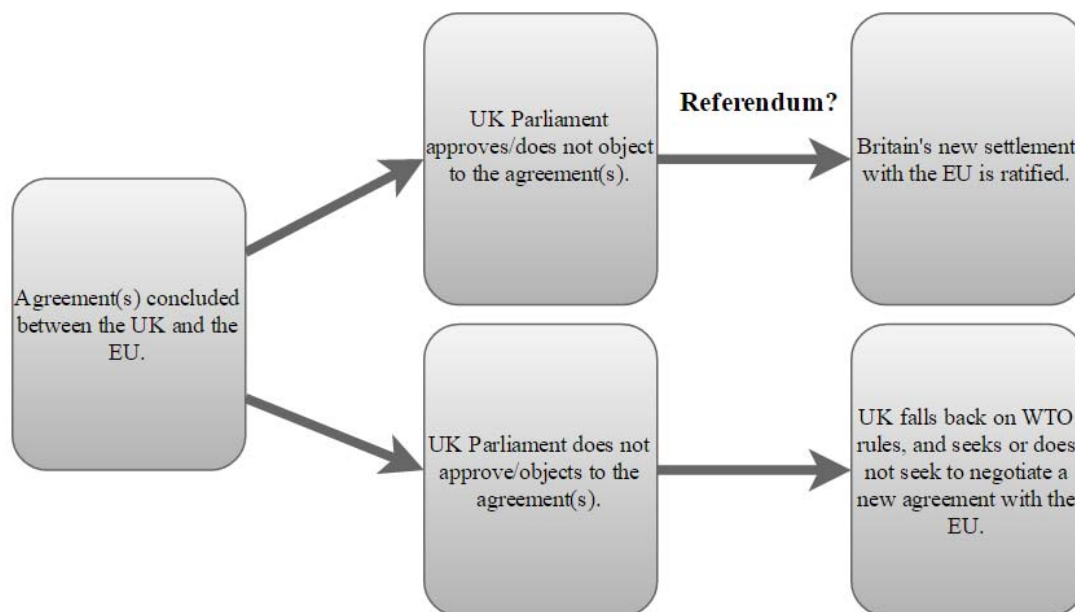 Agreement(s) concluded
between the UK and the
EU.
UK Parliament
approves/does not object
to the agreement(s).
Referendum?
Britain's new settlement
with the EU is ratified.
UK Parliament does not
approve/objects to the
agreement(s).
UK falls back on WTO
rules, and seeks or does
not seek to negotiate a
new agreement with the
EU.